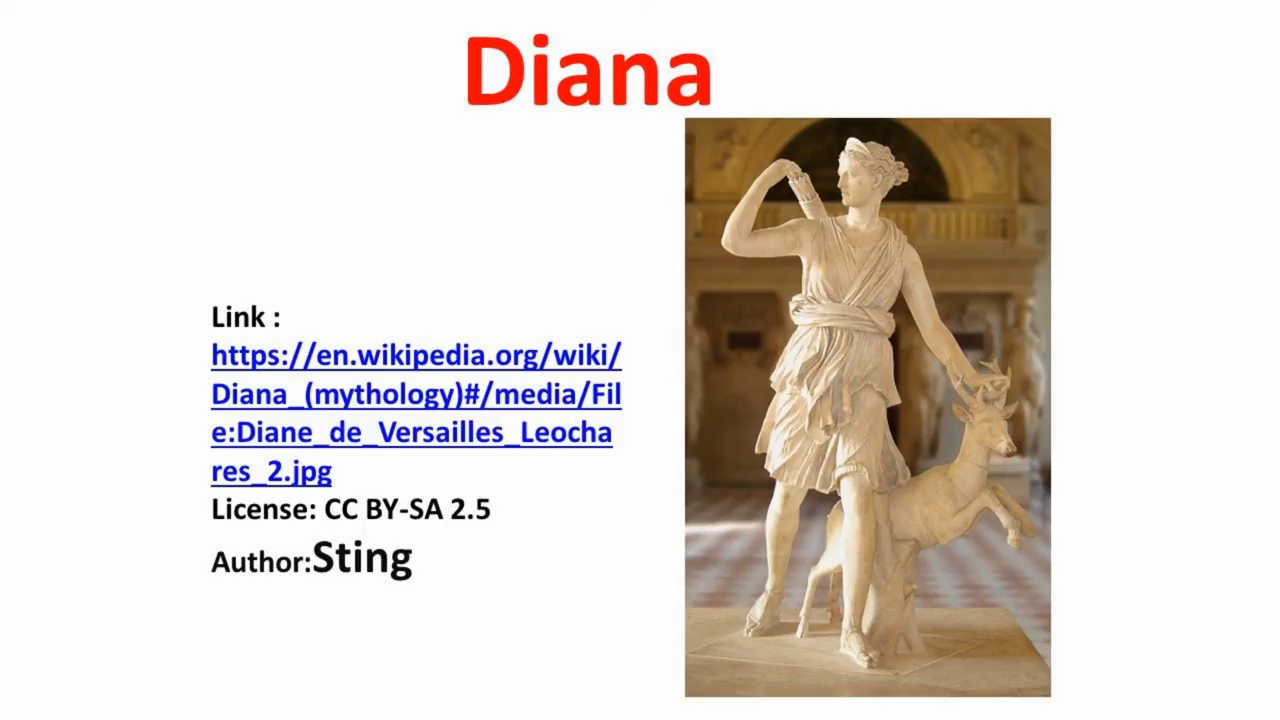 Diana
Link :
https://en.wikipedia.org/wiki/
Diana_(mythology)#/media/Fil
e:Diane_de_Versailles_Leocha
res_2.jpg
License: CC BY-SA 2.5
Author:Sting